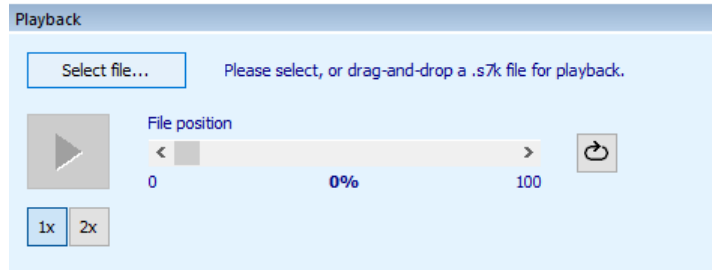 Playback
Select file...
Please select, or drag-and-drop a .s7k file for playback.
File position
0
0%
100
1x
2x